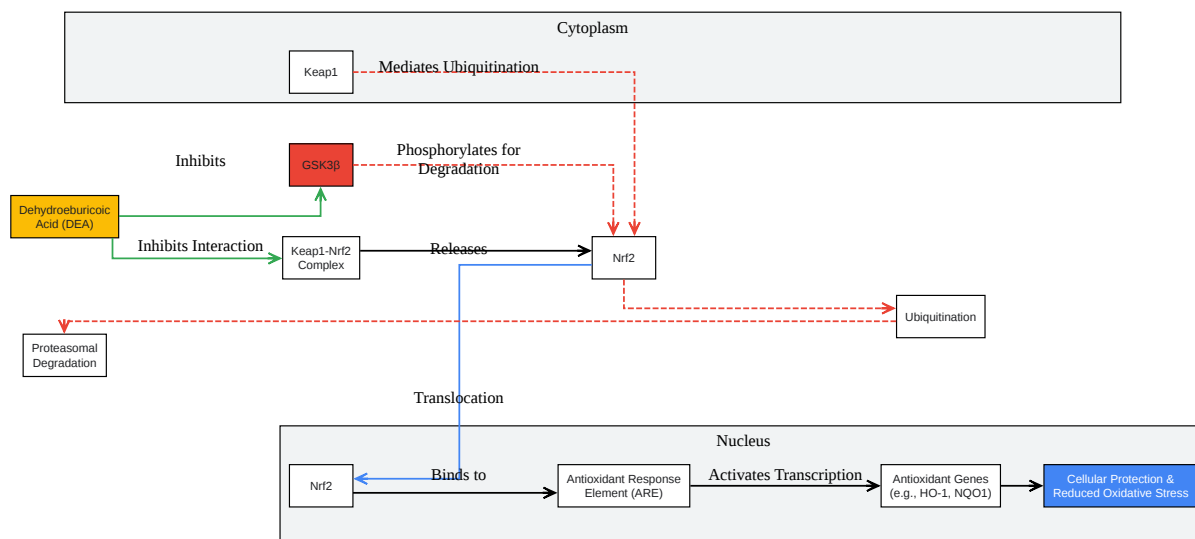 Cytoplasm
Keap1
Mediates Ubiquitination
Inhibits
GSK3β
Phosphorylates for
Degradation
Dehydroeburicoic
Acid (DEA)
Inhibits Interaction
Keap1-Nrf2
Complex
Releases
Nrf2
Ubiquitination
Proteasomal
Degradation
Translocation
Nucleus
Nrf2
Binds to
Antioxidant Response
Element (ARE)
Activates Transcription
Antioxidant Genes
(e.g., HO-1, NQO1)
Cellular Protection &
Reduced Oxidative Stress